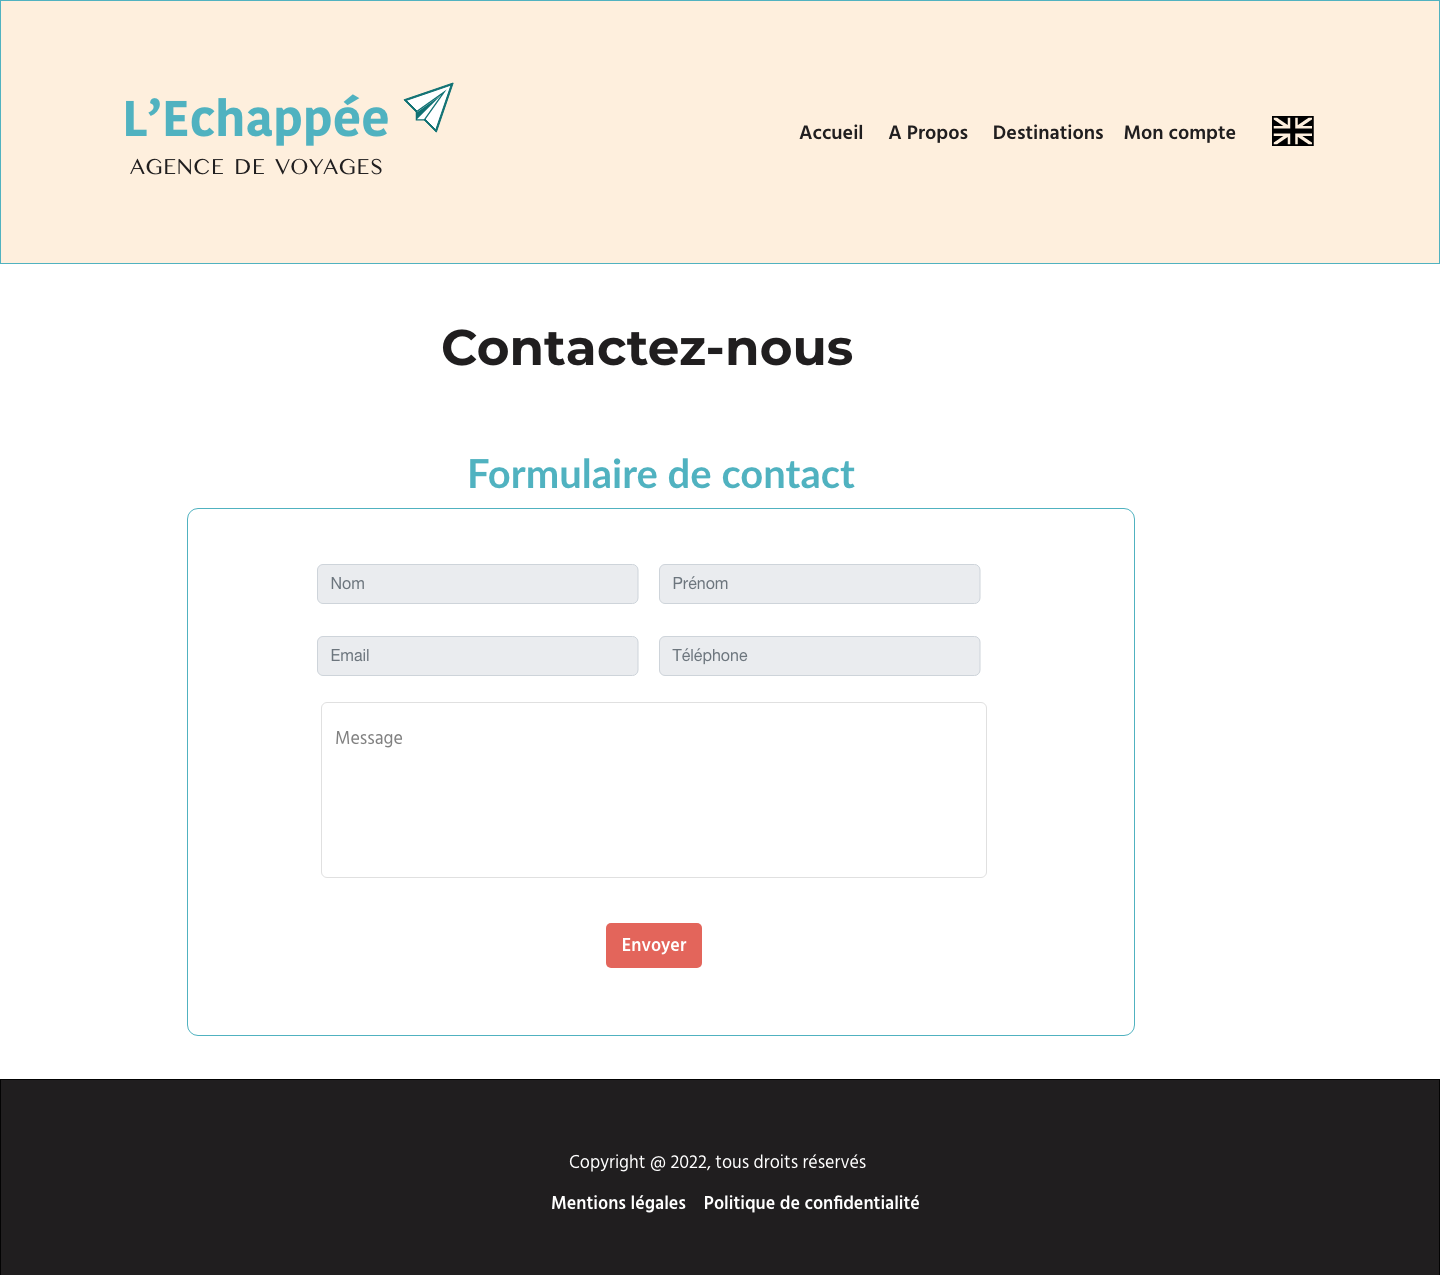 L’Echappée
AGENCE DE VOYAGES
Accueil A Propos Destinations Mon compte
Contactez-nous
Formulaire de contact
Nom Prénom
Email Téléphone
Message
Envoyer
Copyright @ 2022, tous droits réservés
Mentions légales Politique de confidentialité